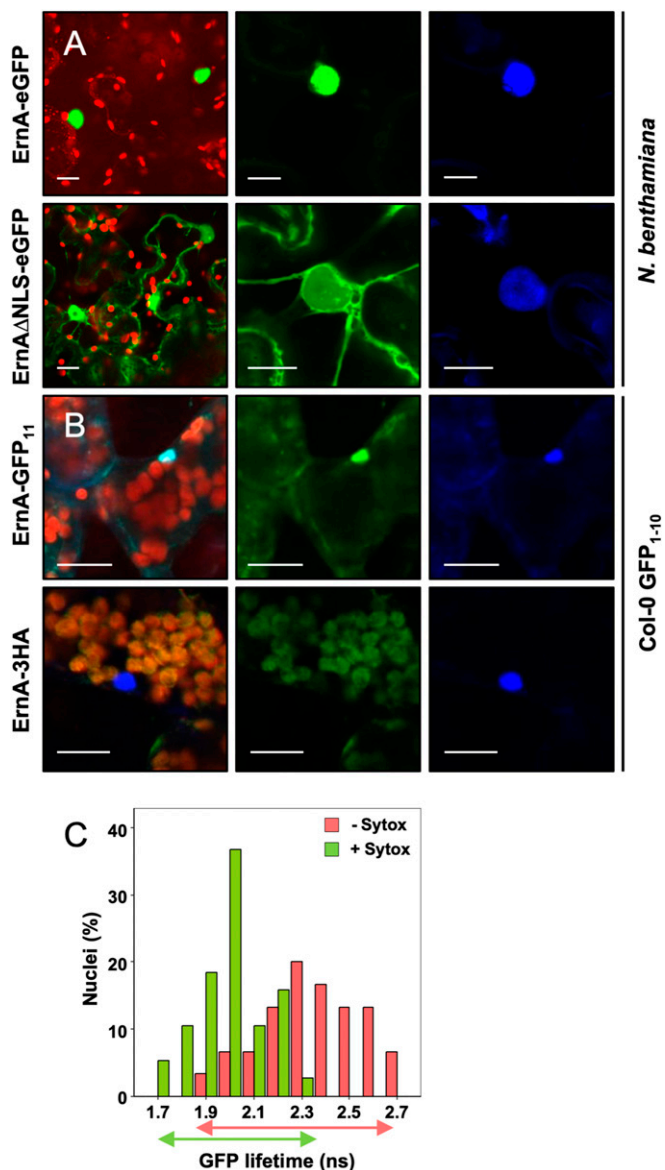 A
ErnA-eGFP
ErnAΔNLS-eGFP
N. benthamiana
B
ErnA-GFP₁₁
ErnA-3HA
Col-0 GFP₁₋₁₀
C
- Sytox
+ Sytox
Nuclei (%)
40
30
20
10
0
1.7 1.9 2.1 2.3 2.5 2.7
GFP lifetime (ns)